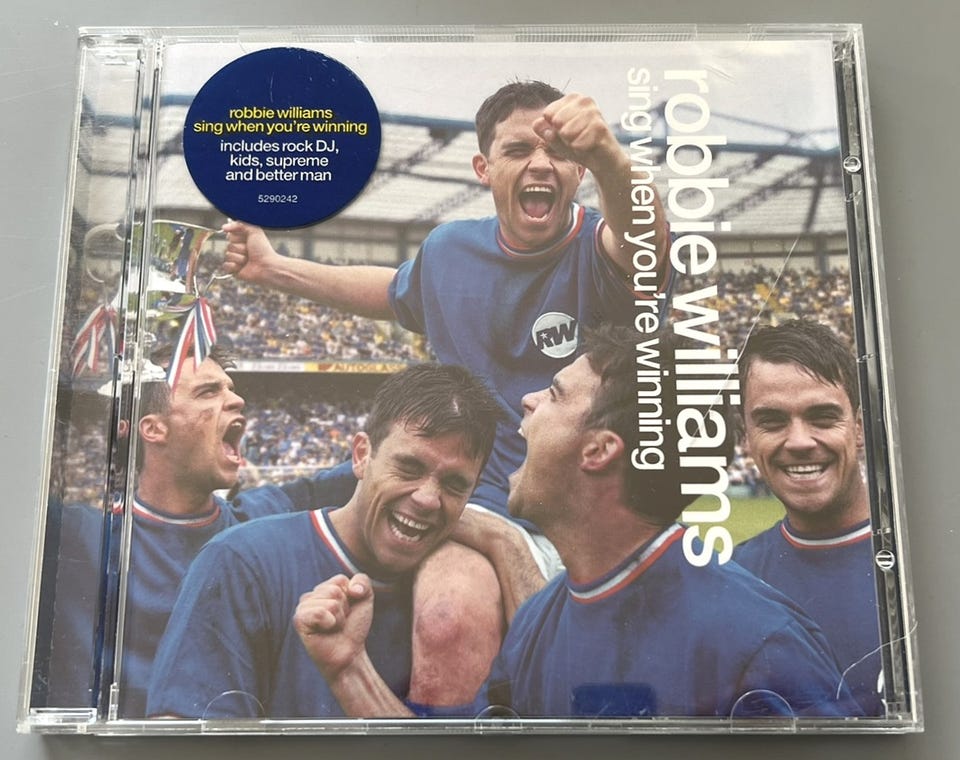 robbie williams
sing when you're winning
includes rock DJ,
kids, supreme
and better man
5290242
robbie williams
sing when you're winning
RW
AUTOGLASS